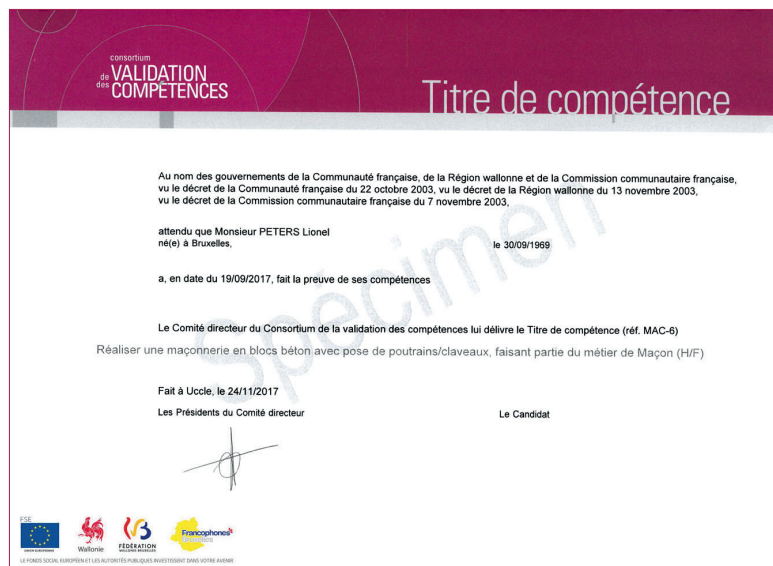 consortium
de VALIDATION
des COMPÉTENCES
Titre de compétence
Au nom des gouvernements de la Communauté française, de la Région wallonne et de la Commission communautaire française,
vu le décret de la Communauté française du 22 octobre 2003, vu le décret de la Région wallonne du 13 novembre 2003,
vu le décret de la Commission communautaire française du 7 novembre 2003,
attendu que Monsieur PETERS Lionel
né(e) à Bruxelles, le 30/09/1969
a, en date du 19/09/2017, fait la preuve de ses compétences
Spécimen
Le Comité directeur du Consortium de la validation des compétences lui délivre le Titre de compétence (réf. MAC-6)
Réaliser une maçonnerie en blocs béton avec pose de poutrains/claveaux, faisant partie du métier de Maçon (H/F)
Fait à Uccle, le 24/11/2017
Les Présidents du Comité directeur Le Candidat
FSE
UNION EUROPÉENNE
Wallonie
FÉDÉRATION
WALLONIE-BRUXELLES
Francophones
Bruxelles
LE FONDS SOCIAL EUROPÉEN ET LES AUTORITÉS PUBLIQUES INVESTISSENT DANS VOTRE AVENIR